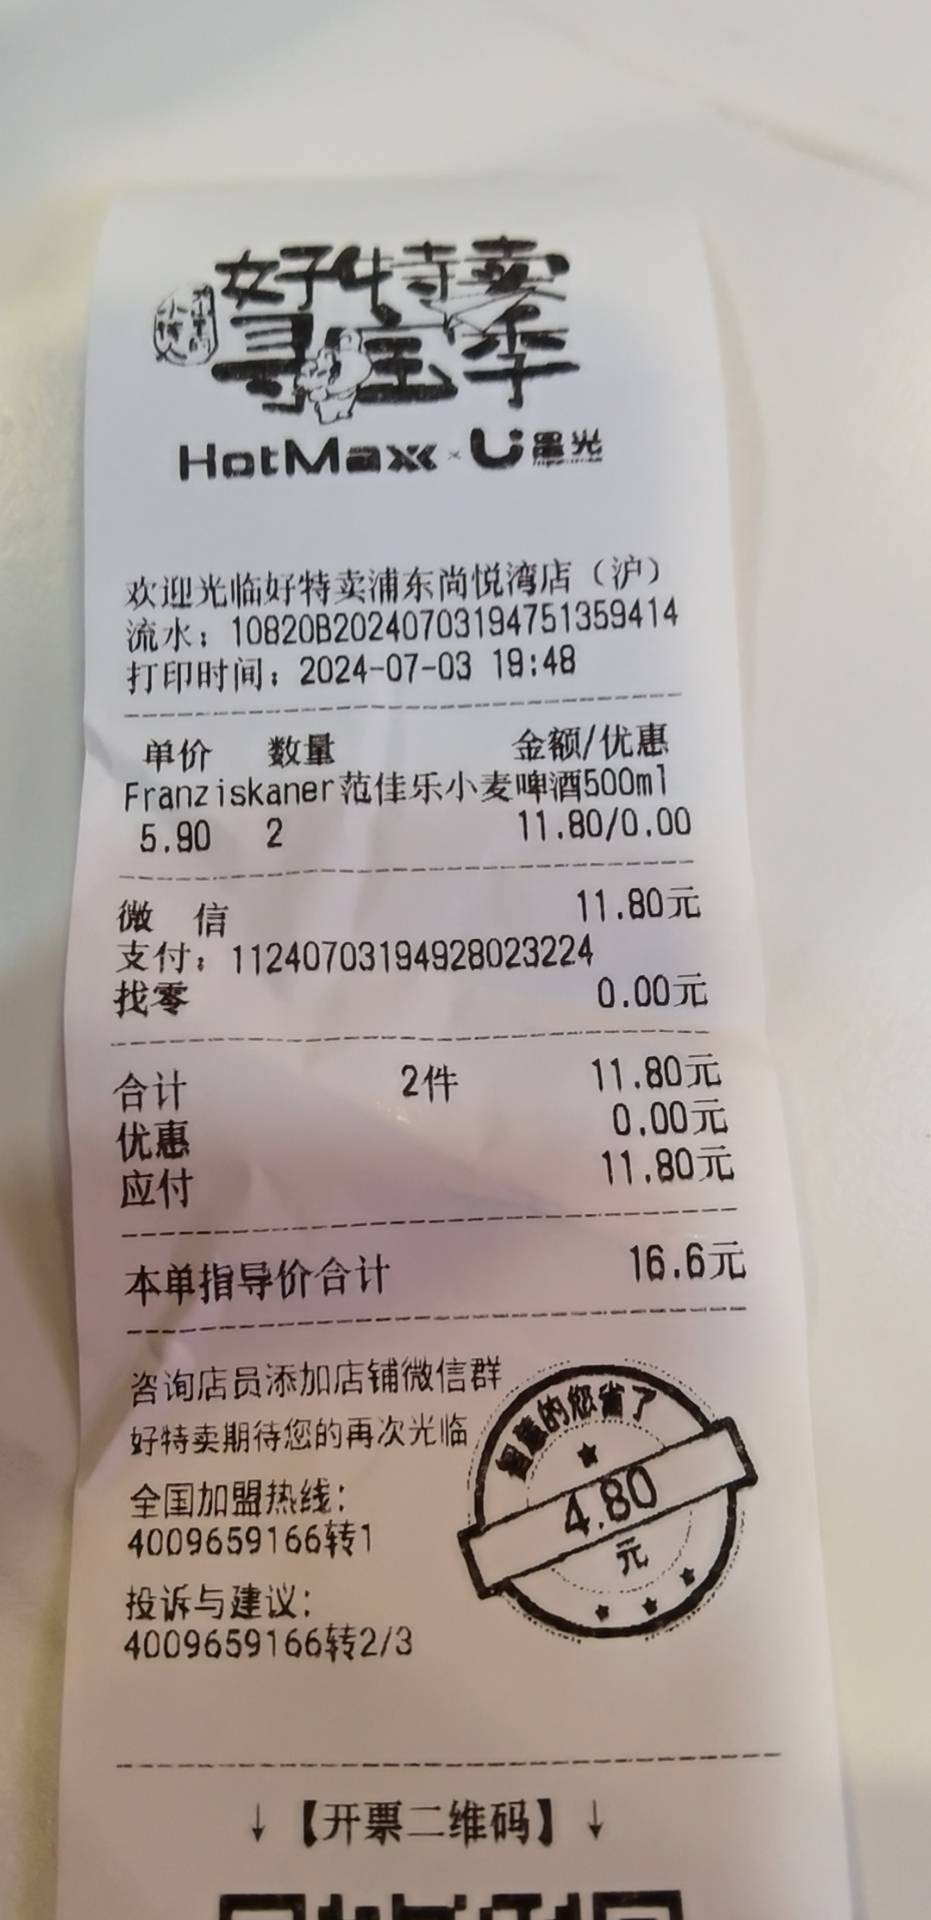 好特卖
寻宝季
HotMaxx × U 墨光
欢迎光临好特卖浦东尚悦湾店（沪）
流水：10820B20240703194751359414
打印时间：2024-07-03 19:48
单价 数量 金额/优惠
Franziskaner范佳乐小麦啤酒500ml
5.90 2 11.80/0.00
微 信 11.80元
支付：11240703194928023224
找零 0.00元
合计 2件 11.80元
优惠 0.00元
应付 11.80元
本单指导价合计 16.6元
咨询店员添加店铺微信群
好特卖期待您的再次光临
全国加盟热线：
4009659166转1
投诉与建议：
4009659166转2/3
的您省了
4.80
元
↓【开票二维码】↓